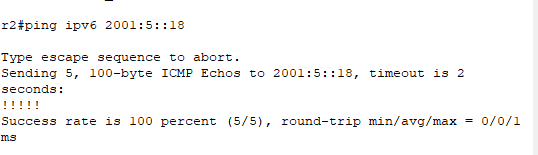 r2#ping ipv6 2001:5::18
Type escape sequence to abort.
Sending 5, 100-byte ICMP Echos to 2001:5::18, timeout is 2
seconds:
!!!!!
Success rate is 100 percent (5/5), round-trip min/avg/max = 0/0/1
ms